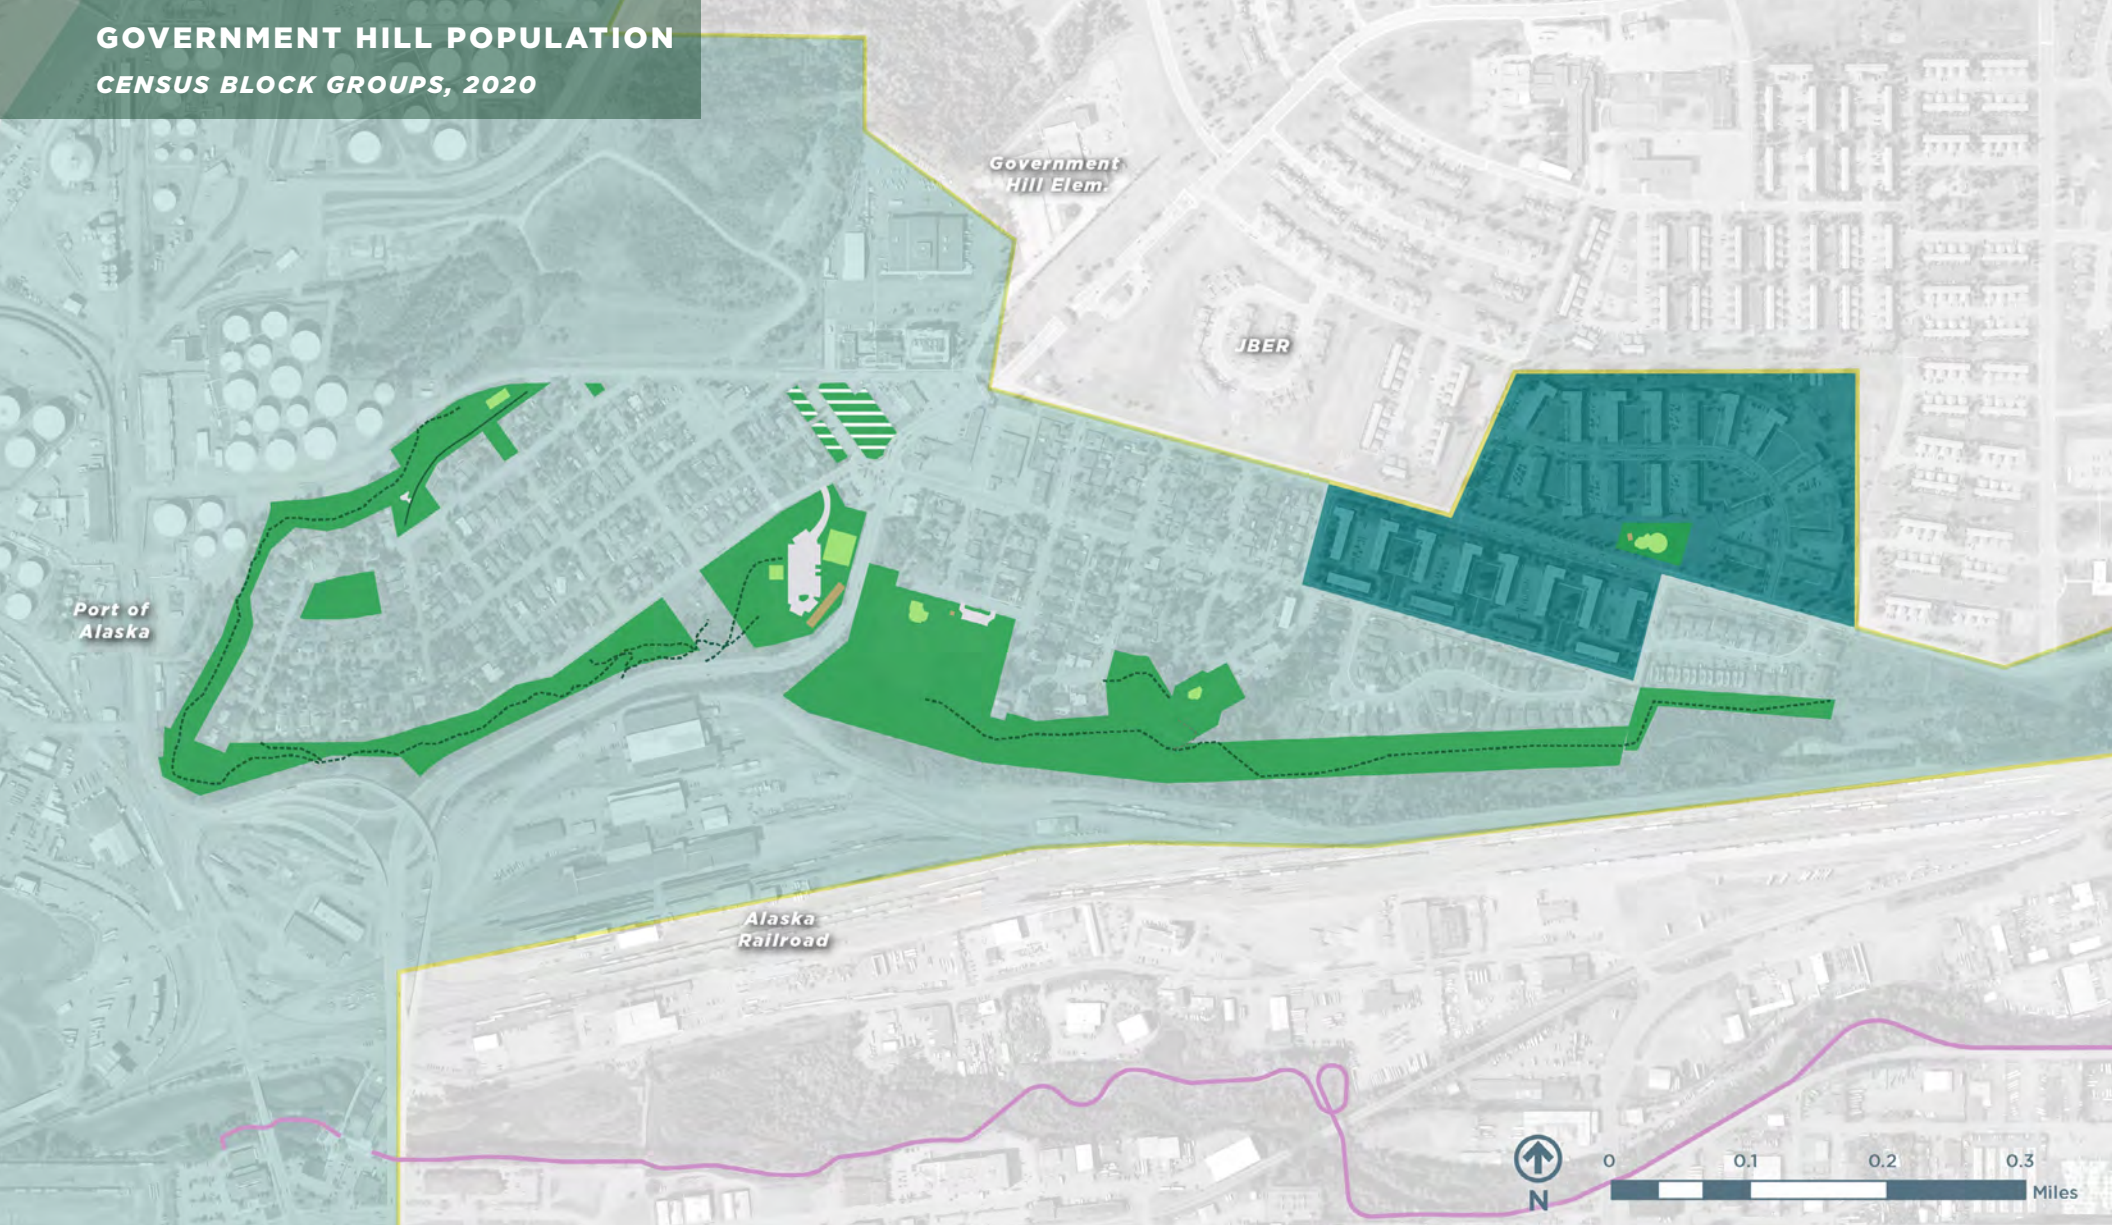 GOVERNMENT HILL POPULATION
CENSUS BLOCK GROUPS, 2020
Government
Hill Elem.
JBER
Port of
Alaska
Alaska
Railroad
N
0 0.1 0.2 0.3
Miles